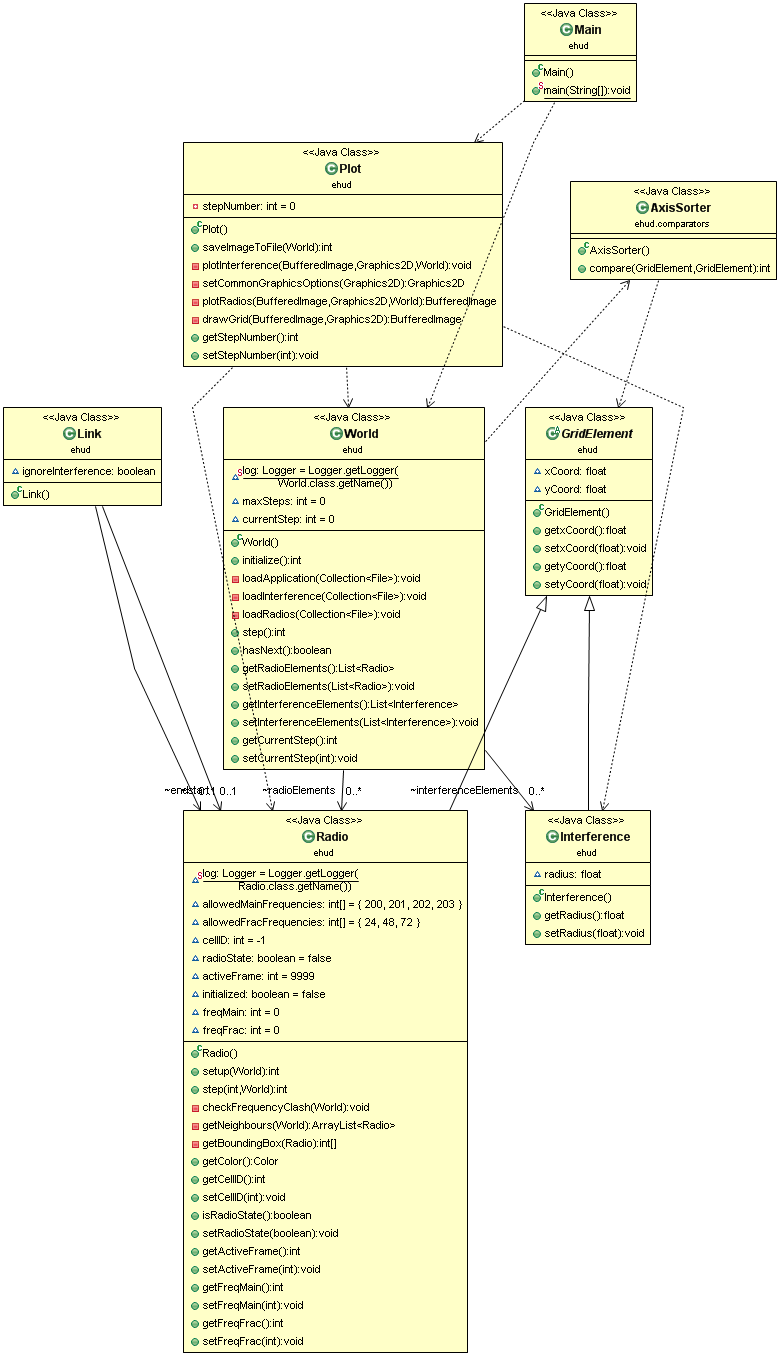 <<Java Class>>
Main
ehud
Main()
main(String[]):void
<<Java Class>>
Plot
ehud
stepNumber: int = 0
Plot()
saveImageToFile(World):int
plotInterference(BufferedImage,Graphics2D,World):void
setCommonGraphicsOptions(Graphics2D):Graphics2D
plotRadios(BufferedImage,Graphics2D,World):BufferedImage
drawGrid(BufferedImage,Graphics2D):BufferedImage
getStepNumber():int
setStepNumber(int):void
<<Java Class>>
AxisSorter
ehud.comparators
AxisSorter()
compare(GridElement,GridElement):int
<<Java Class>>
Link
ehud
ignoreInterference: boolean
Link()
<<Java Class>>
World
ehud
log: Logger = Logger.getLogger(
World.class.getName())
maxSteps: int = 0
currentStep: int = 0
World()
initialize():int
loadApplication(Collection<File>):void
loadInterference(Collection<File>):void
loadRadios(Collection<File>):void
step():int
hasNext():boolean
getRadioElements():List<Radio>
setRadioElements(List<Radio>):void
getInterferenceElements():List<Interference>
setInterferenceElements(List<Interference>):void
getCurrentStep():int
setCurrentStep(int):void
<<Java Class>>
GridElement
ehud
xCoord: float
yCoord: float
GridElement()
getxCoord():float
setxCoord(float):void
getyCoord():float
setyCoord(float):void
~end
start
0..1
0..1
~radioElements
0..*
~interferenceElements
0..*
<<Java Class>>
Radio
ehud
log: Logger = Logger.getLogger(
Radio.class.getName())
allowedMainFrequencies: int[] = { 200, 201, 202, 203 }
allowedFracFrequencies: int[] = { 24, 48, 72 }
cellID: int = -1
radioState: boolean = false
activeFrame: int = 9999
initialized: boolean = false
freqMain: int = 0
freqFrac: int = 0
Radio()
setup(World):int
step(int,World):int
checkFrequencyClash(World):void
getNeighbours(World):ArrayList<Radio>
getBoundingBox(Radio):int[]
getColor():Color
getCellID():int
setCellID(int):void
isRadioState():boolean
setRadioState(boolean):void
getActiveFrame():int
setActiveFrame(int):void
getFreqMain():int
setFreqMain(int):void
getFreqFrac():int
setFreqFrac(int):void
<<Java Class>>
Interference
ehud
radius: float
Interference()
getRadius():float
setRadius(float):void